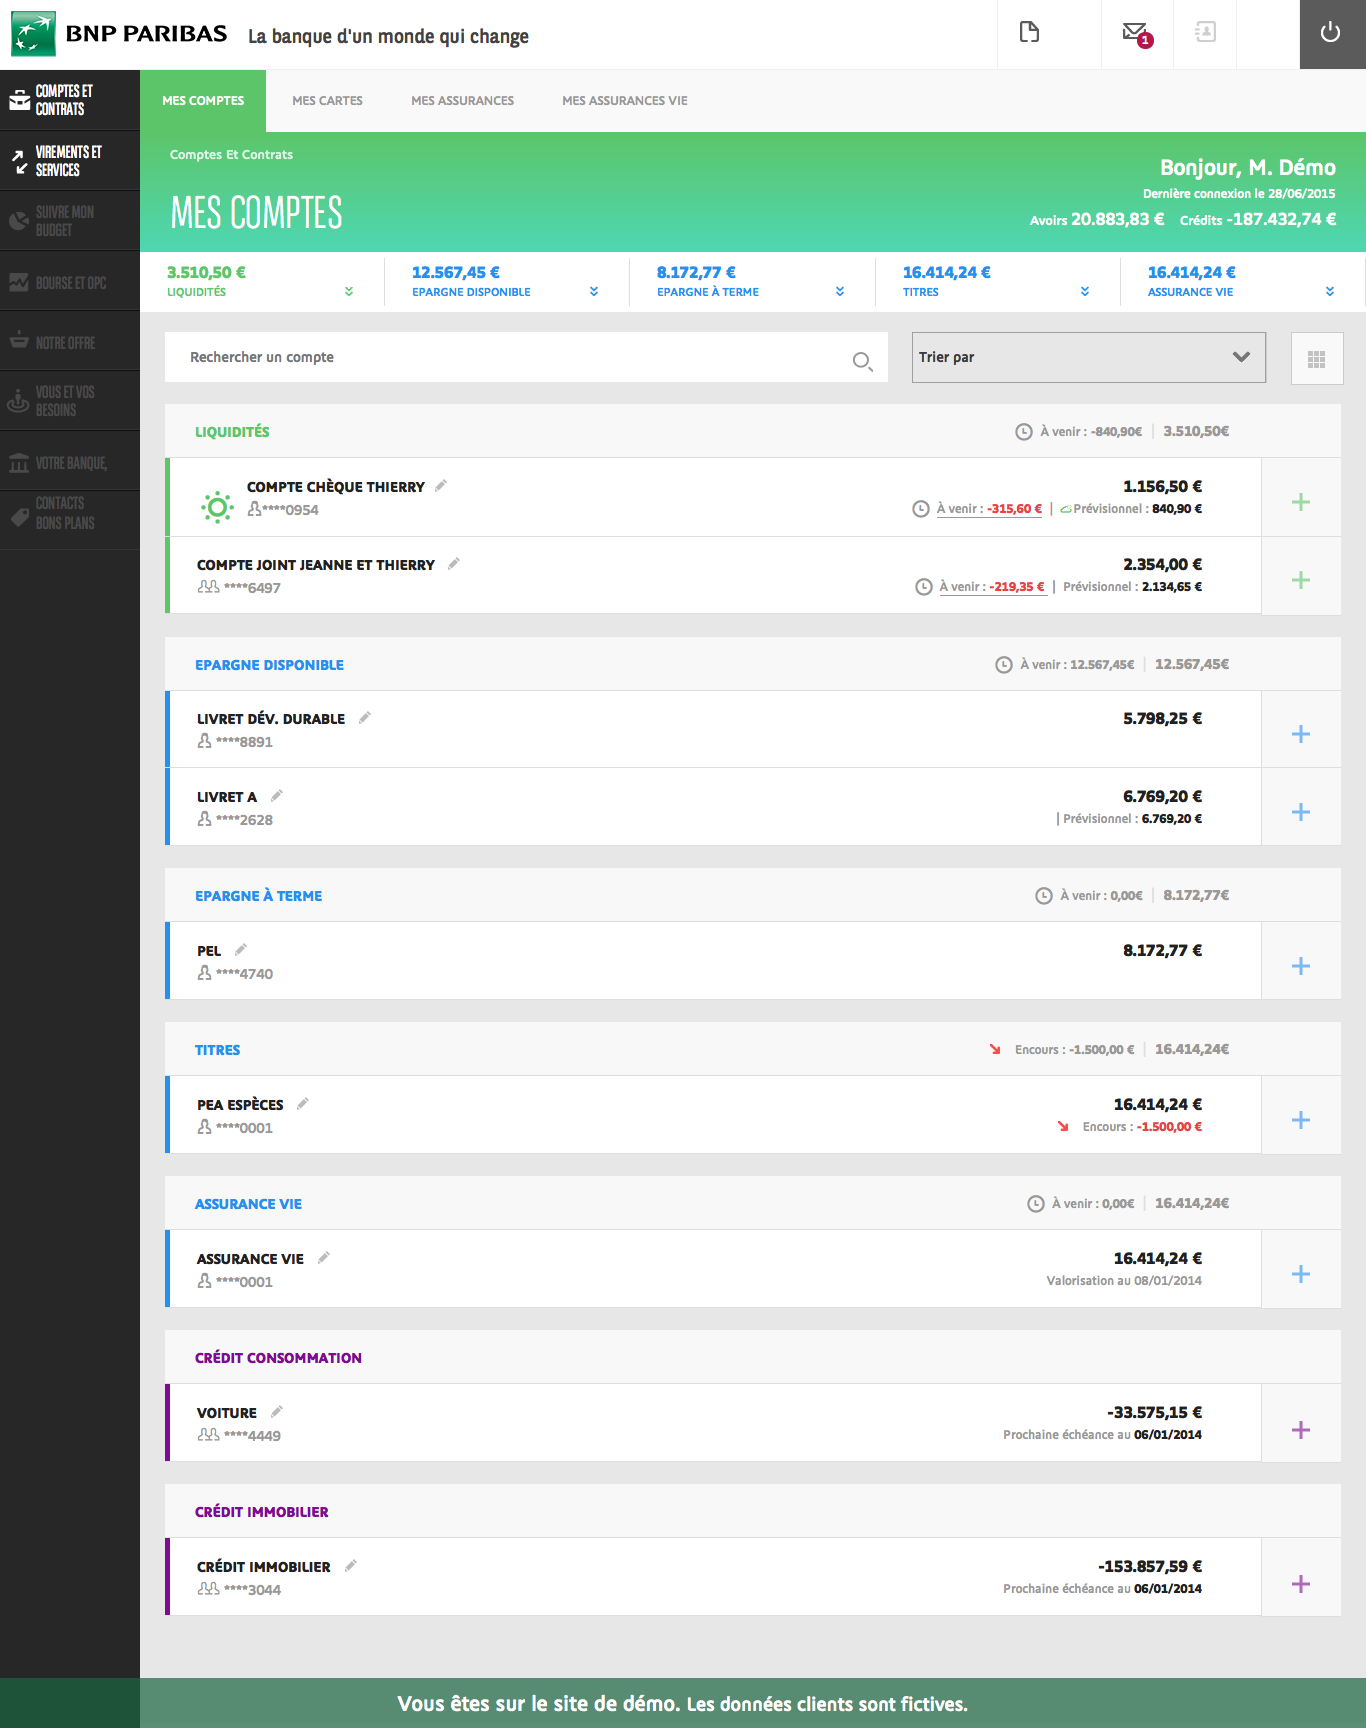 BNP PARIBAS
La banque d'un monde qui change
1
COMPTES ET
CONTRATS
VIREMENTS ET
SERVICES
SUIVRE MON
BUDGET
BOURSE ET OPC
NOTRE OFFRE
VOUS ET VOS
BESOINS
VOTRE BANQUE,
CONTACTS
BONS PLANS
MES COMPTES
MES CARTES
MES ASSURANCES
MES ASSURANCES VIE
Comptes Et Contrats
MES COMPTES
Bonjour, M. Démo
Dernière connexion le 28/06/2015
Avoirs 20.883,83 € Crédits -187.432,74 €
3.510,50 €
LIQUIDITÉS
12.567,45 €
EPARGNE DISPONIBLE
8.172,77 €
EPARGNE À TERME
16.414,24 €
TITRES
16.414,24 €
ASSURANCE VIE
Rechercher un compte
Trier par
LIQUIDITÉS
À venir : -840,90€ | 3.510,50€
COMPTE CHÈQUE THIERRY
1.156,50 €
****0954
À venir : -315,60 € | Prévisionnel : 840,90 €
COMPTE JOINT JEANNE ET THIERRY
2.354,00 €
****6497
À venir : -219,35 € | Prévisionnel : 2.134,65 €
EPARGNE DISPONIBLE
À venir : 12.567,45€ | 12.567,45€
LIVRET DÉV. DURABLE
5.798,25 €
****8891
LIVRET A
6.769,20 €
****2628
| Prévisionnel : 6.769,20 €
EPARGNE À TERME
À venir : 0,00€ | 8.172,77€
PEL
8.172,77 €
****4740
TITRES
Encours : -1.500,00 € | 16.414,24€
PEA ESPÈCES
16.414,24 €
****0001
Encours : -1.500,00 €
ASSURANCE VIE
À venir : 0,00€ | 16.414,24€
ASSURANCE VIE
16.414,24 €
****0001
Valorisation au 08/01/2014
CRÉDIT CONSOMMATION
VOITURE
-33.575,15 €
****4449
Prochaine échéance au 06/01/2014
CRÉDIT IMMOBILIER
CRÉDIT IMMOBILIER
-153.857,59 €
****3044
Prochaine échéance au 06/01/2014
Vous êtes sur le site de démo. Les données clients sont fictives.